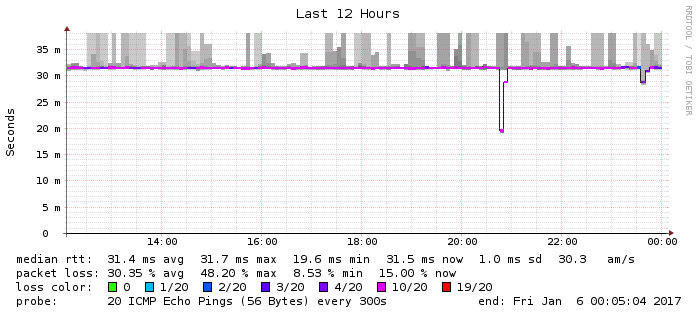 Last 12 Hours
RRDTOOL / TOBI OETIKER
Seconds
35 m
30 m
25 m
20 m
15 m
10 m
5 m
0
14:00 16:00 18:00 20:00 22:00 00:00
median rtt: 31.4 ms avg 31.7 ms max 19.6 ms min 31.5 ms now 1.0 ms sd 30.3 am/s
packet loss: 30.35 % avg 48.20 % max 8.53 % min 15.00 % now
loss color: 0 1/20 2/20 3/20 4/20 10/20 19/20
probe: 20 ICMP Echo Pings (56 Bytes) every 300s end: Fri Jan 6 00:05:04 2017